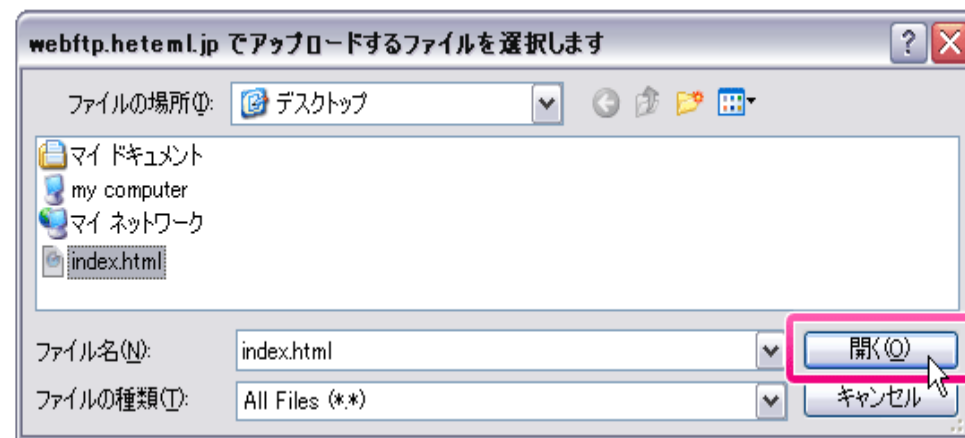 webftp.heteml.jp でアップロードするファイルを選択します
ファイルの場所(I): デスクトップ
マイ ドキュメント
my computer
マイ ネットワーク
index.html
ファイル名(N): index.html 開く(O)
ファイルの種類(T): All Files (*.*) キャンセル